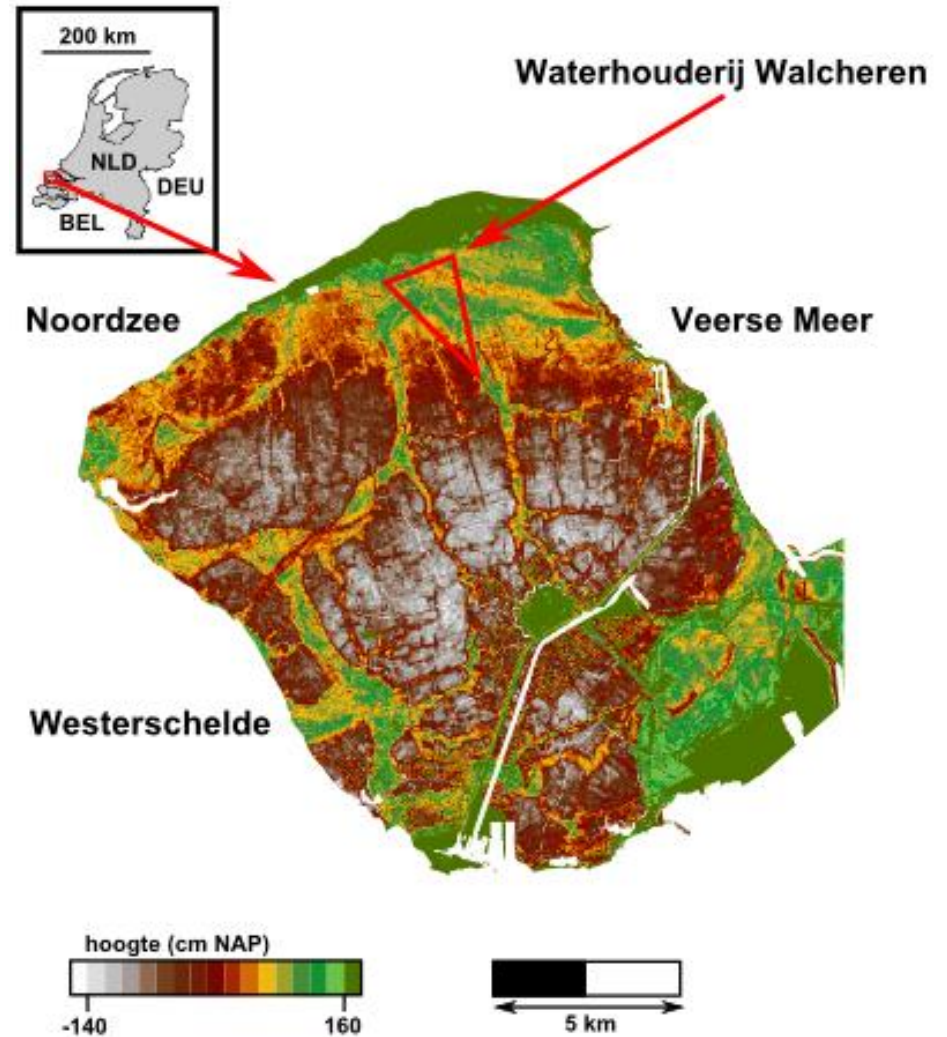 200 km
NLD
DEU
BEL
Waterhouderij Walcheren
Noordzee
Veerse Meer
Westerschelde
hoogte (cm NAP)
-140
160
5 km